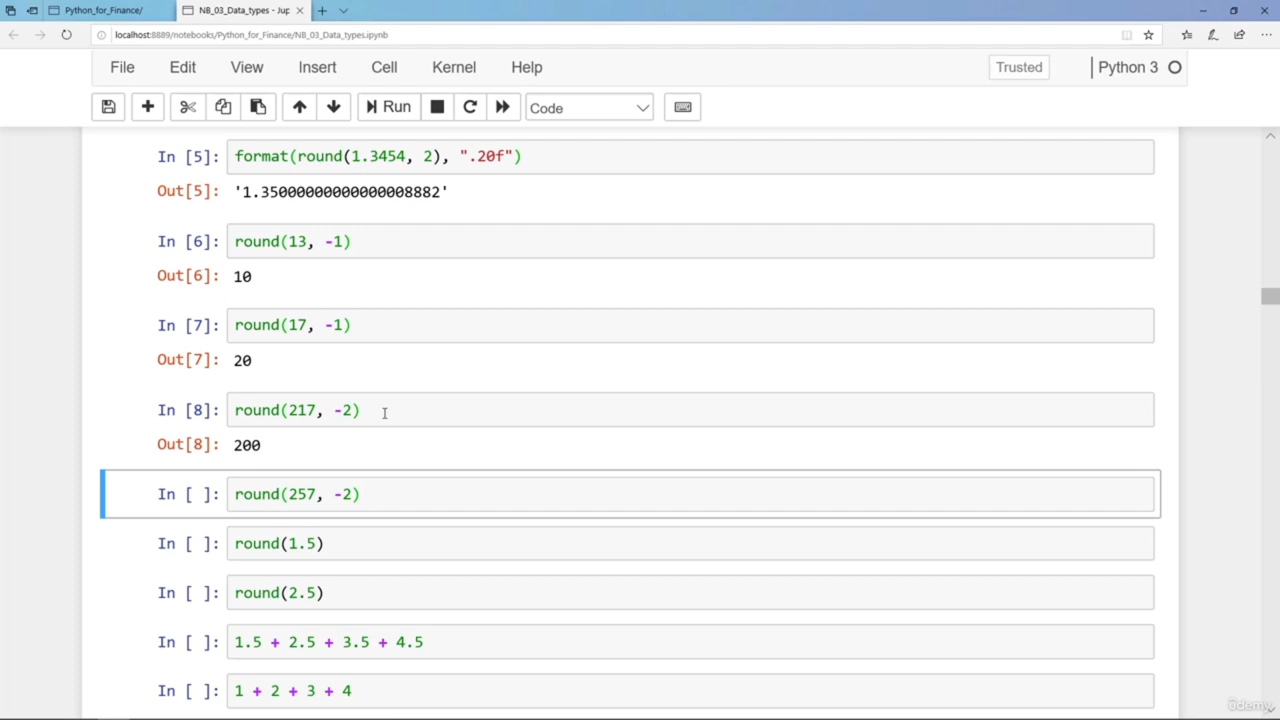 Python_for_Finance/
NB_03_Data_types - Jup
localhost:8889/notebooks/Python_for_Finance/NB_03_Data_types.ipynb
File Edit View Insert Cell Kernel Help Trusted Python 3
Run Code
In [5]: format(round(1.3454, 2), ".20f")
Out[5]: '1.35000000000000008882'
In [6]: round(13, -1)
Out[6]: 10
In [7]: round(17, -1)
Out[7]: 20
In [8]: round(217, -2)
Out[8]: 200
In [ ]: round(257, -2)
In [ ]: round(1.5)
In [ ]: round(2.5)
In [ ]: 1.5 + 2.5 + 3.5 + 4.5
In [ ]: 1 + 2 + 3 + 4
Udemy